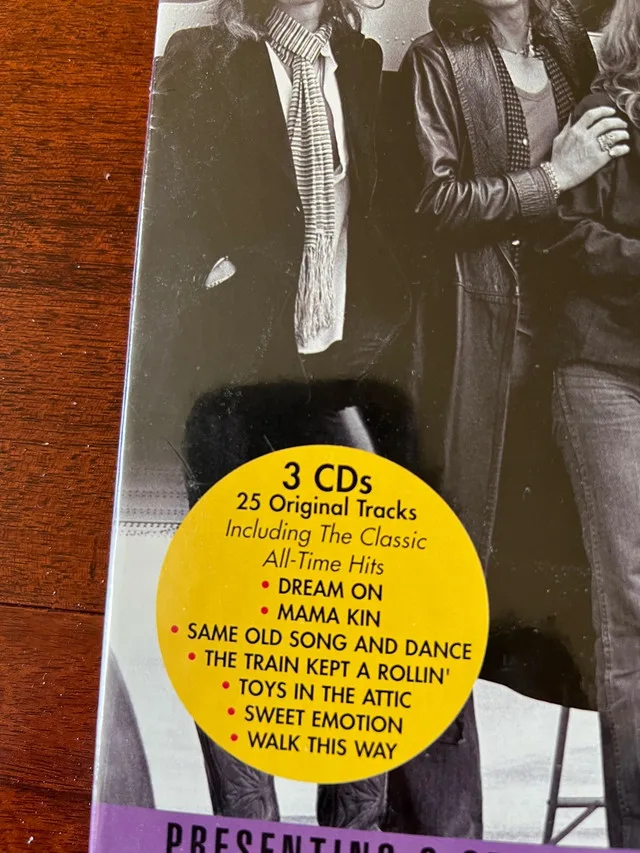 3 CDs
25 Original Tracks
Including The Classic
All-Time Hits
• DREAM ON
• MAMA KIN
• SAME OLD SONG AND DANCE
• THE TRAIN KEPT A ROLLIN'
• TOYS IN THE ATTIC
• SWEET EMOTION
• WALK THIS WAY
PRESENTING